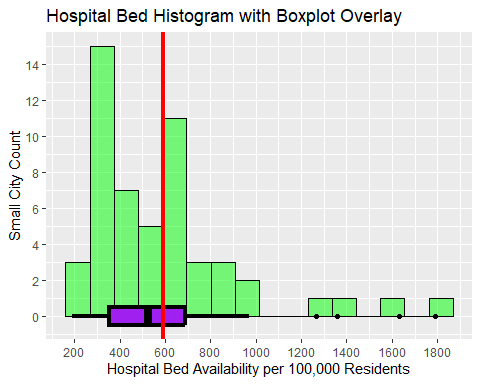 Hospital Bed Histogram with Boxplot Overlay
Small City Count
14
12
10
8
6
4
2
0
200 400 600 800 1000 1200 1400 1600 1800
Hospital Bed Availability per 100,000 Residents